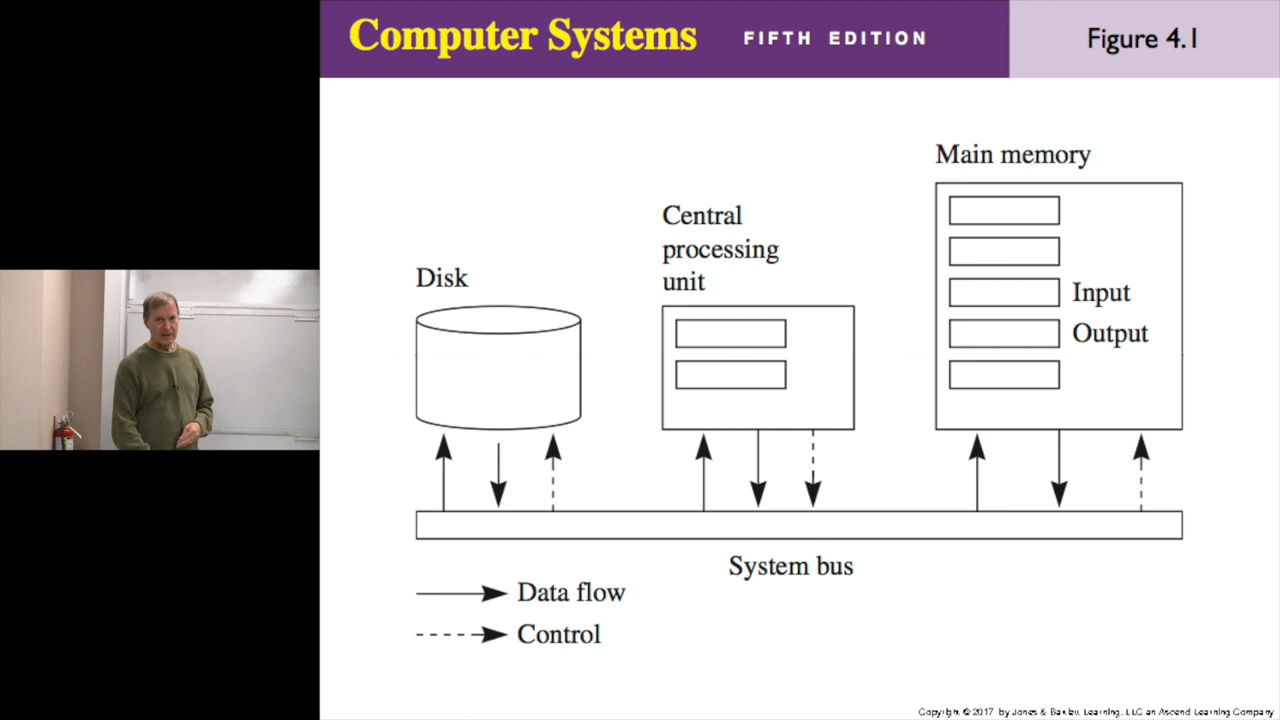 Computer Systems FIFTH EDITION Figure 4.1
Main memory
Central
processing
unit
Disk
Input
Output
System bus
Data flow
Control
Copyright © 2017 by Jones & Bartlett Learning, LLC an Ascend Learning Company